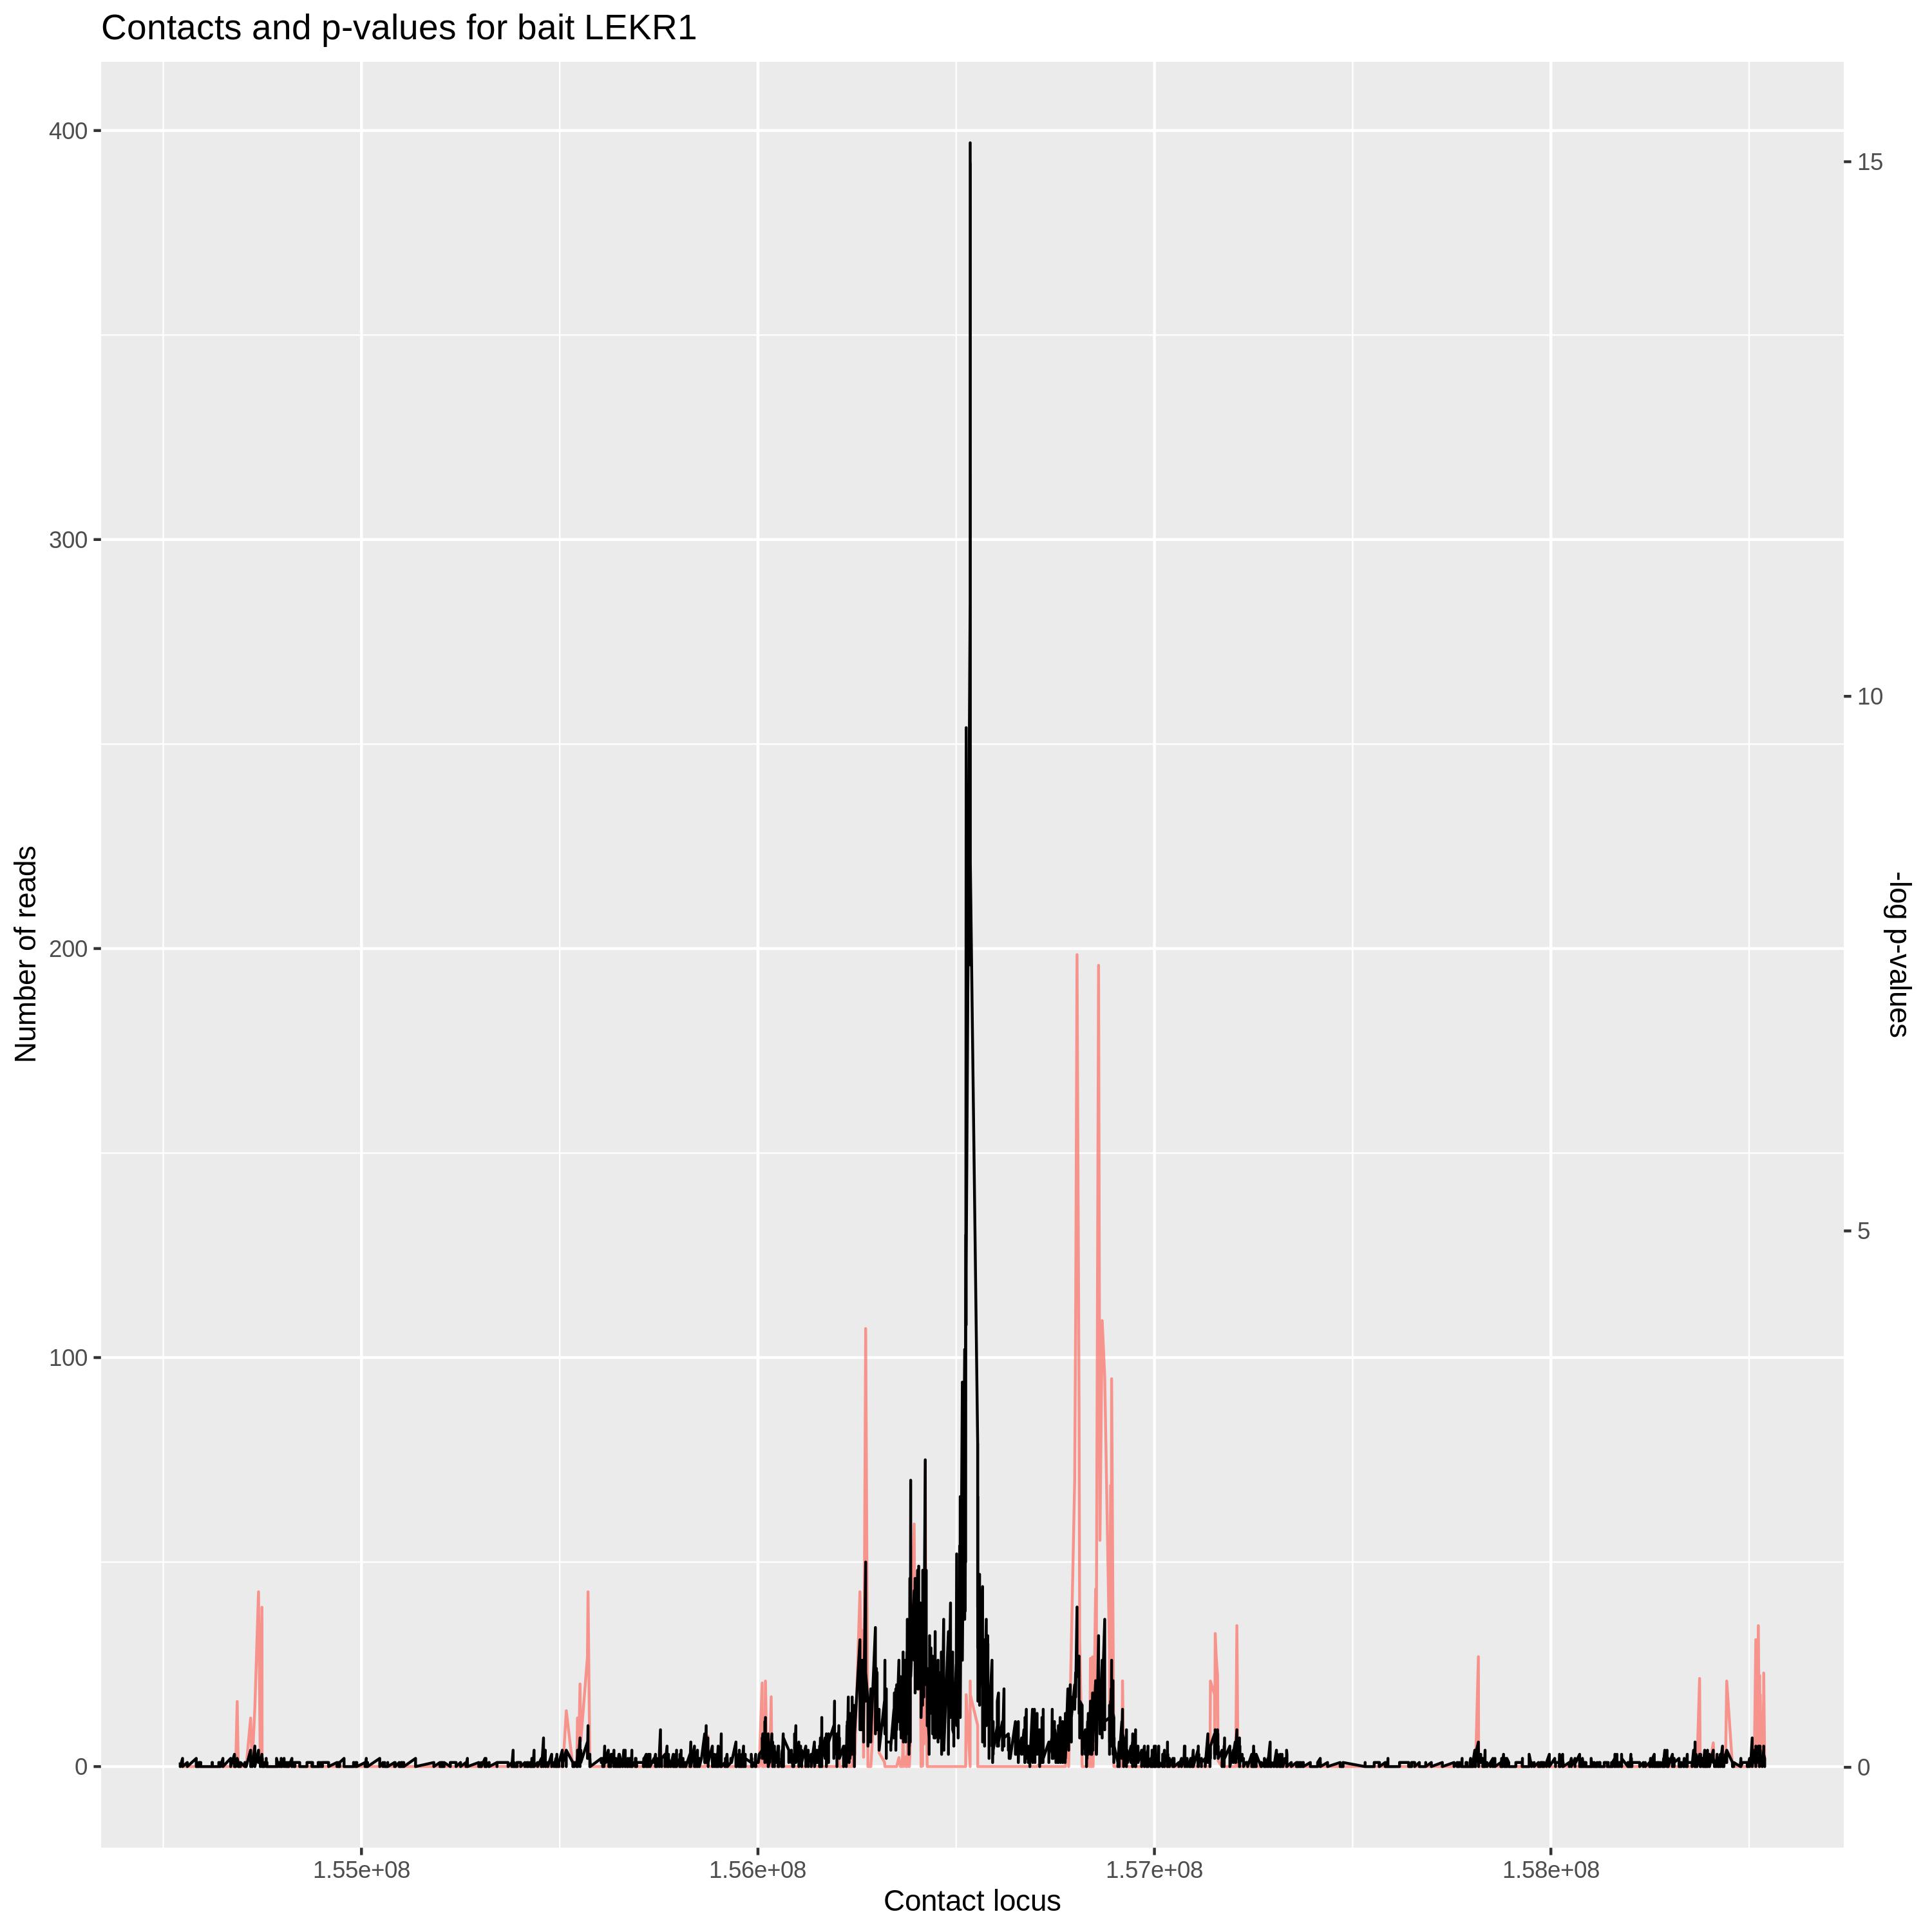 Contacts and p-values for bait LEKR1
400
300
200
100
0
Number of reads
15
10
5
0
-log p-values
1.55e+08
1.56e+08
1.57e+08
1.58e+08
Contact locus